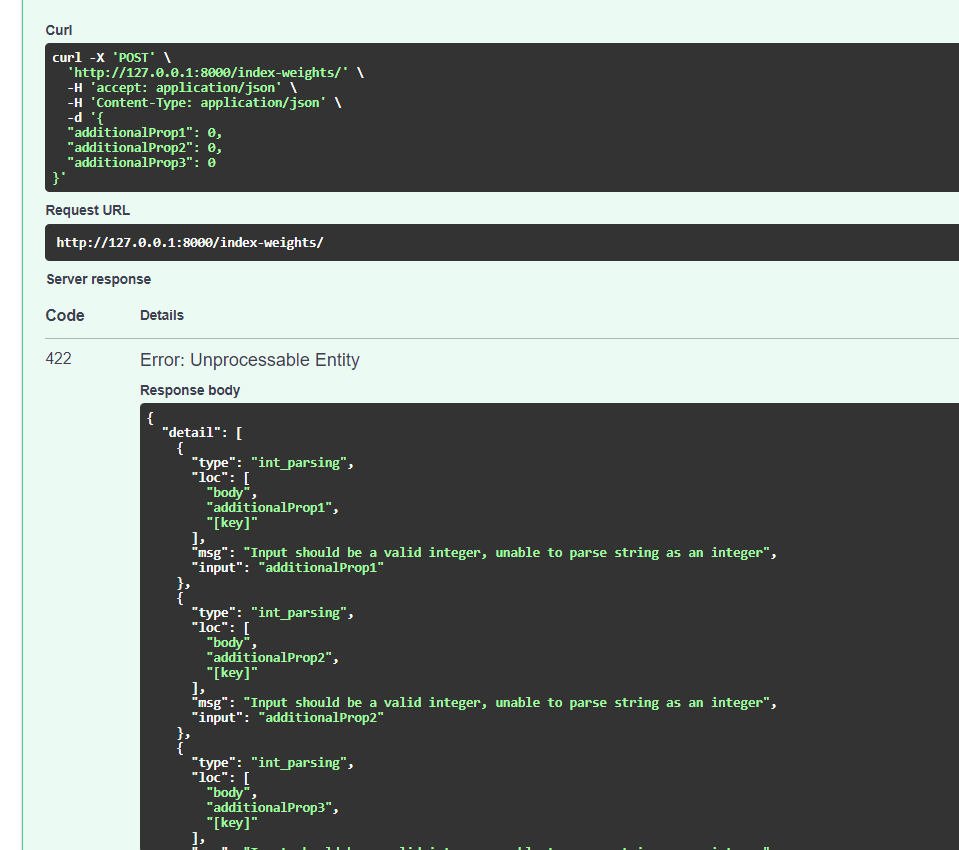 Curl
curl -X 'POST' \
  'http://127.0.0.1:8000/index-weights/' \
  -H 'accept: application/json' \
  -H 'Content-Type: application/json' \
  -d '{
  "additionalProp1": 0,
  "additionalProp2": 0,
  "additionalProp3": 0
}'
Request URL
http://127.0.0.1:8000/index-weights/
Server response
Code Details
422 Error: Unprocessable Entity
Response body
{
  "detail": [
    {
      "type": "int_parsing",
      "loc": [
        "body",
        "additionalProp1",
        "[key]"
      ],
      "msg": "Input should be a valid integer, unable to parse string as an integer",
      "input": "additionalProp1"
    },
    {
      "type": "int_parsing",
      "loc": [
        "body",
        "additionalProp2",
        "[key]"
      ],
      "msg": "Input should be a valid integer, unable to parse string as an integer",
      "input": "additionalProp2"
    },
    {
      "type": "int_parsing",
      "loc": [
        "body",
        "additionalProp3",
        "[key]"
      ],